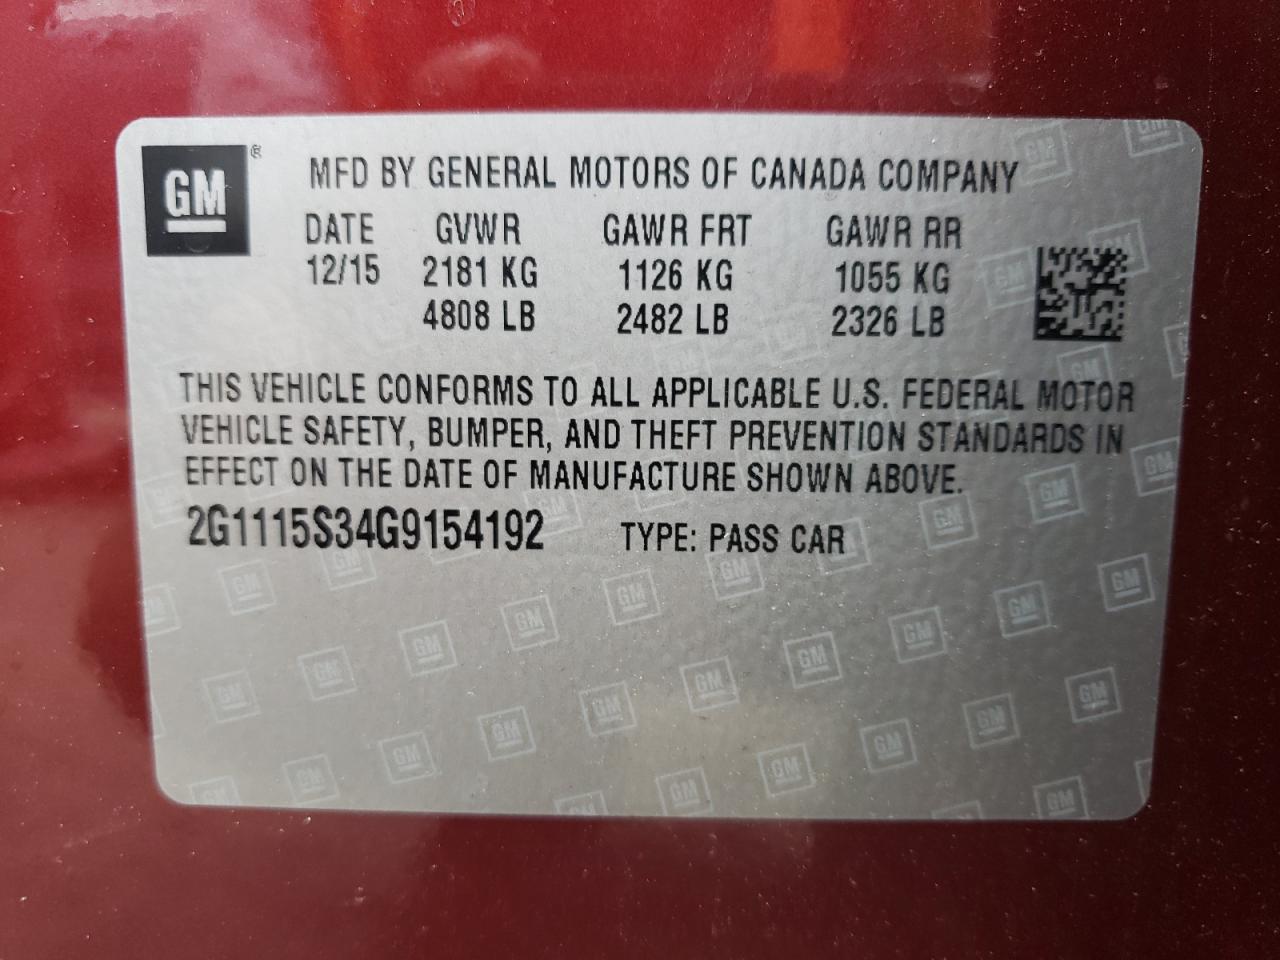 GM ® MFD BY GENERAL MOTORS OF CANADA COMPANY
DATE GVWR GAWR FRT GAWR RR
12/15 2181 KG 1126 KG 1055 KG
4808 LB 2482 LB 2326 LB
THIS VEHICLE CONFORMS TO ALL APPLICABLE U.S. FEDERAL MOTOR
VEHICLE SAFETY, BUMPER, AND THEFT PREVENTION STANDARDS IN
EFFECT ON THE DATE OF MANUFACTURE SHOWN ABOVE.
2G1115S34G9154192 TYPE: PASS CAR